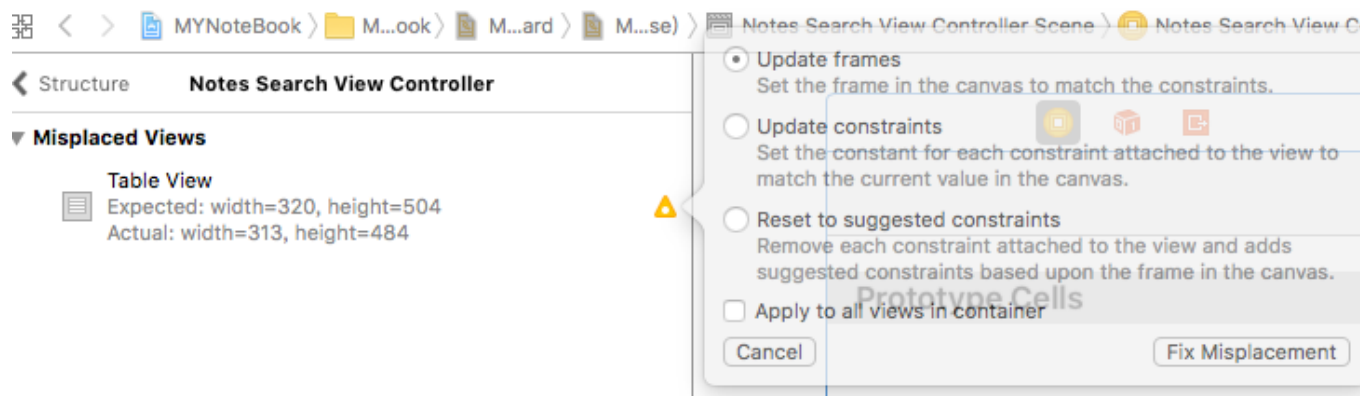 MYNoteBook
M...ook
M...ard
M...se)
Notes Search View Controller Scene
Notes Search View C
Structure
Notes Search View Controller
Misplaced Views
Table View
Expected: width=320, height=504
Actual: width=313, height=484
Update frames
Set the frame in the canvas to match the constraints.
Update constraints
Set the constant for each constraint attached to the view to
match the current value in the canvas.
Reset to suggested constraints
Remove each constraint attached to the view and adds
suggested constraints based upon the frame in the canvas.
Prototype Cells
Apply to all views in container
Cancel
Fix Misplacement